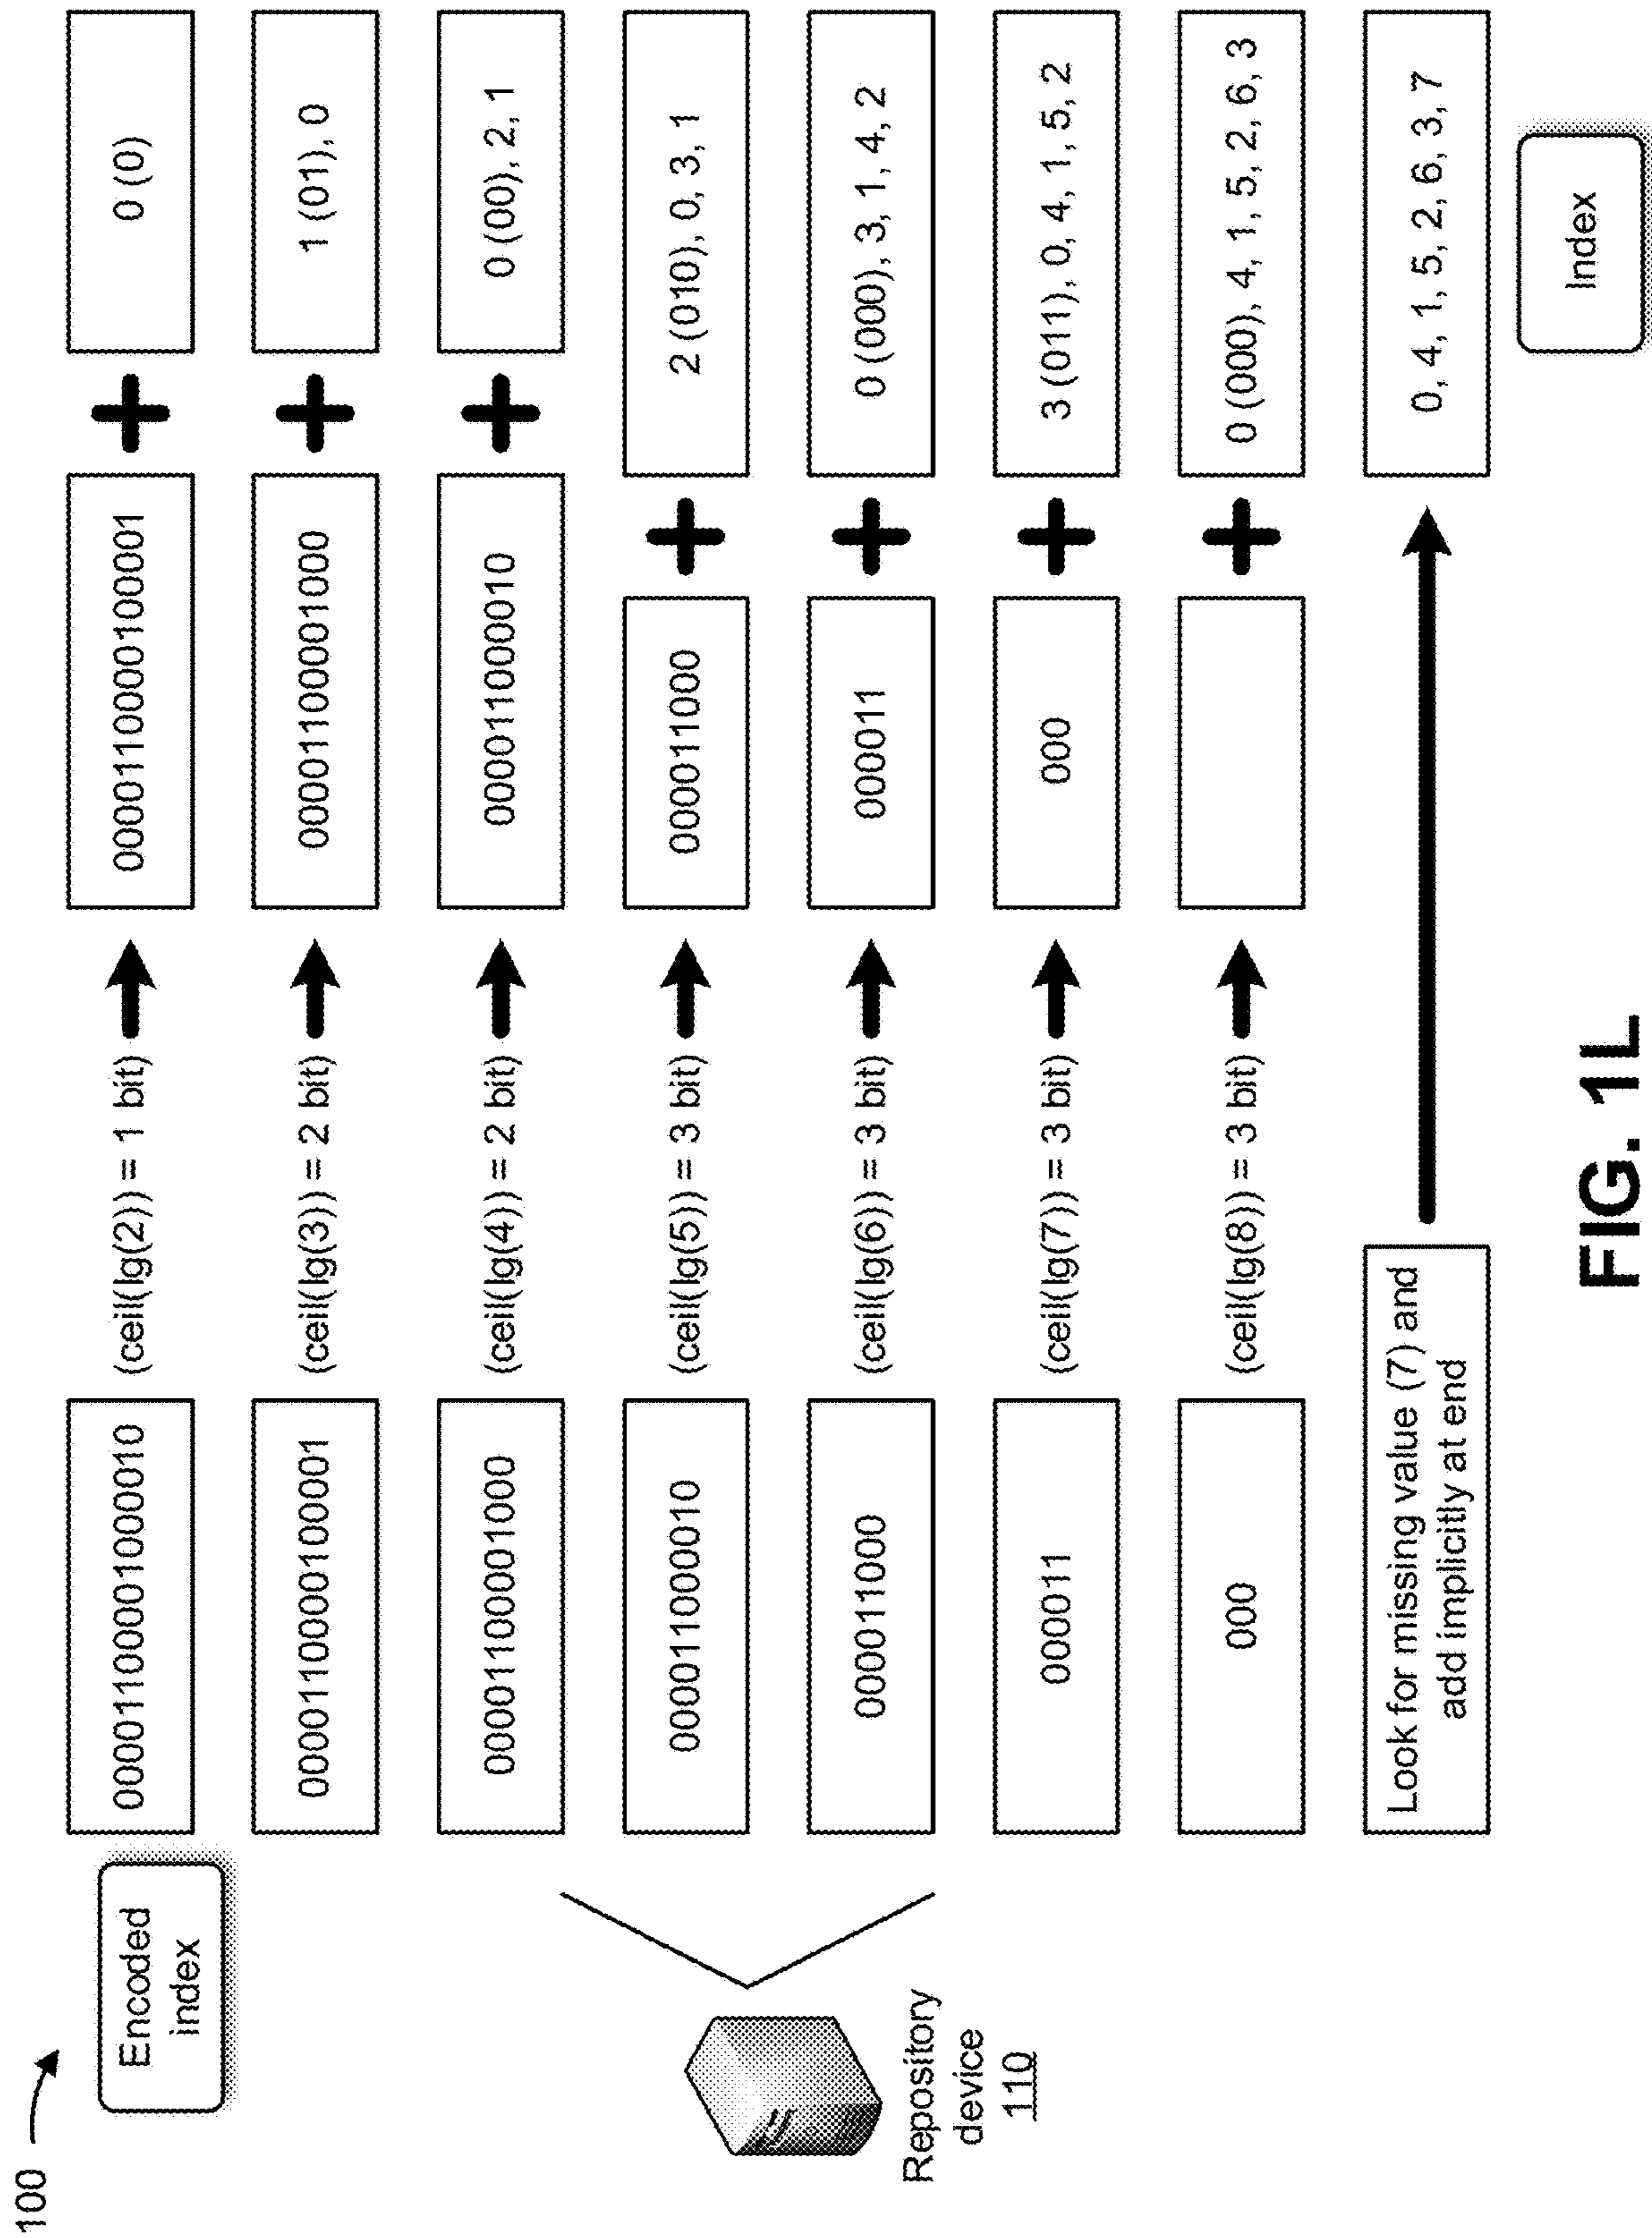 100
Encoded
index
00001100001000010
(ceil(lg(2)) = 1 bit)
0000110000100001
0 (0)
0000110000100001
(ceil(lg(3)) = 2 bit)
00001100001000
1 (01), 0
00001100001000
(ceil(lg(4)) = 2 bit)
000011000010
0 (00), 2, 1
000011000010
(ceil(lg(5)) = 3 bit)
000011000
2 (010), 0, 3, 1
000011000
(ceil(lg(6)) = 3 bit)
000011
0 (000), 3, 1, 4, 2
000011
(ceil(lg(7)) = 3 bit)
000
3 (011), 0, 4, 1, 5, 2
000
(ceil(lg(8)) = 3 bit)
0 (000), 4, 1, 5, 2, 6, 3
Look for missing value (7) and
add implicitly at end
0, 4, 1, 5, 2, 6, 3, 7
Repository
device
110
Index
FIG. 1L